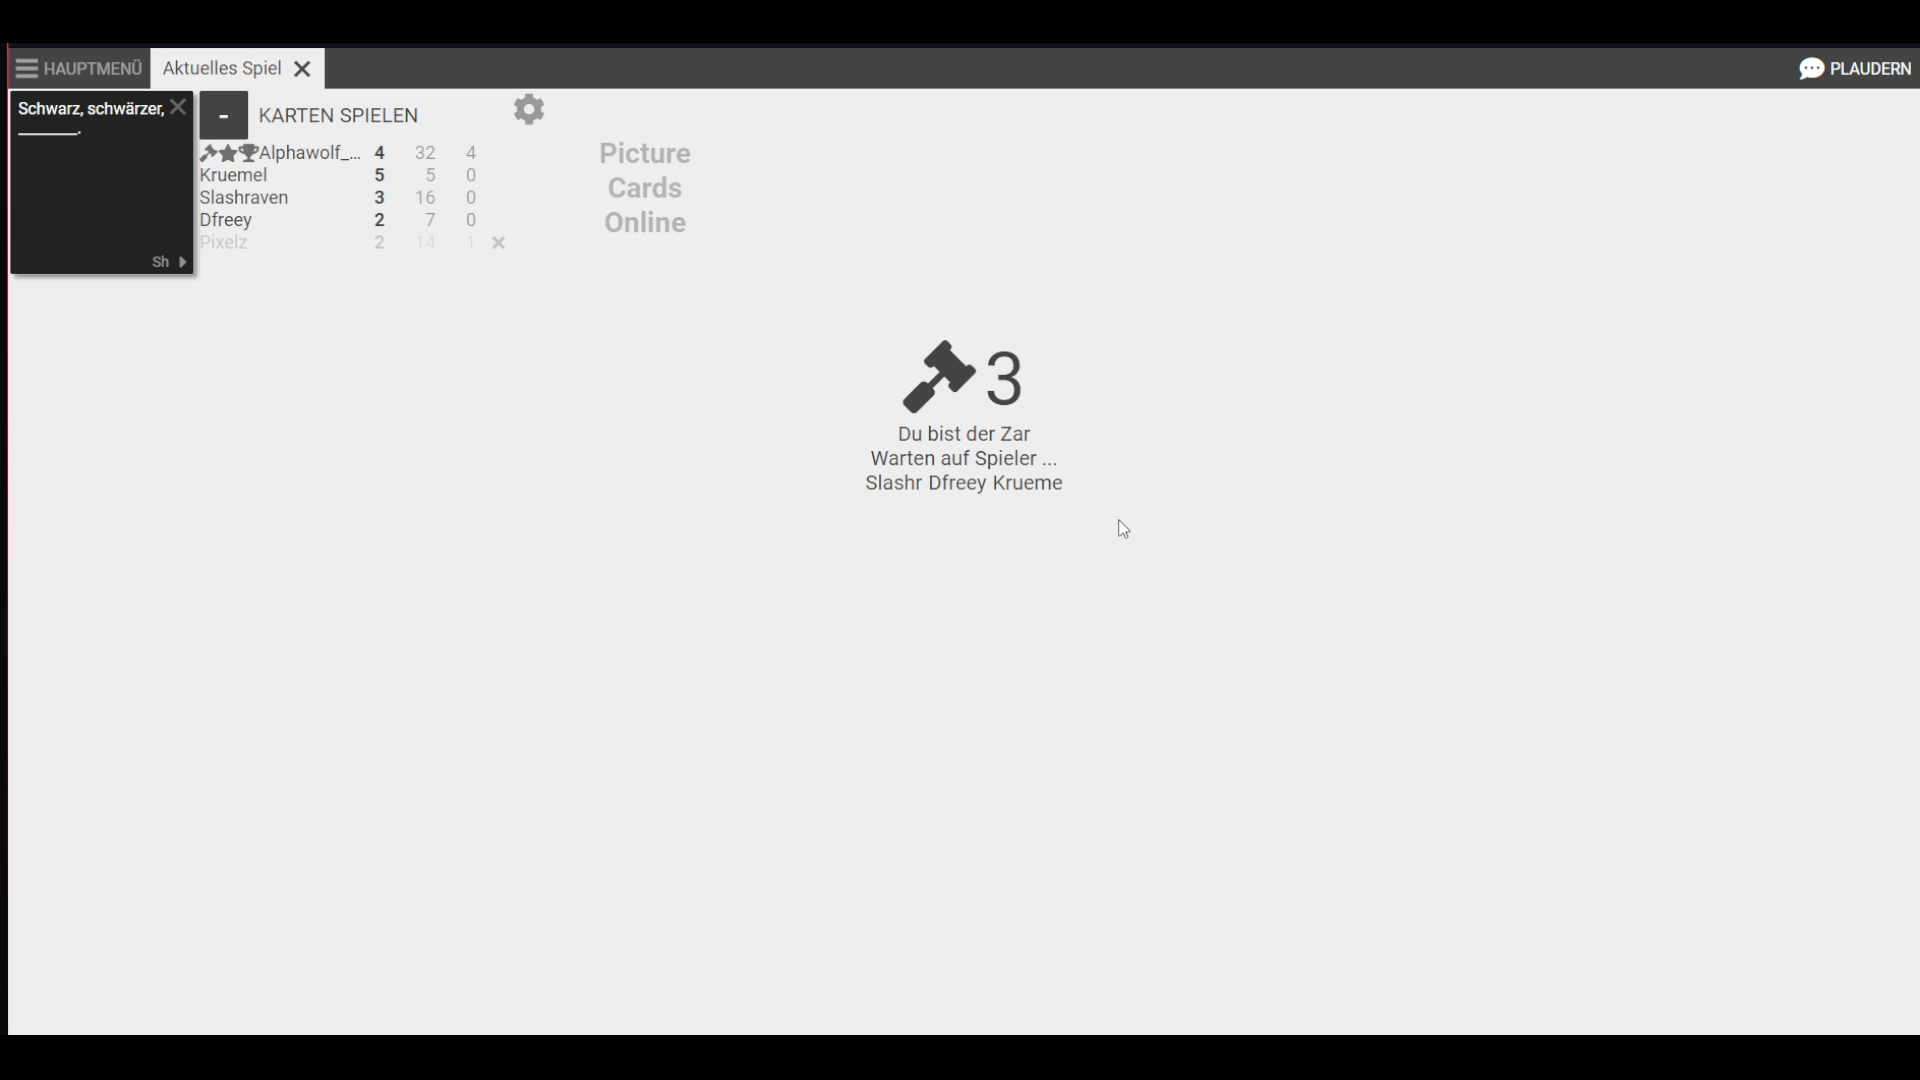 HAUPTMENÜ
Aktuelles Spiel
PLAUDERN
Schwarz, schwärzer,
_______.
Sh
-
KARTEN SPIELEN
Alphawolf_... 4 32 4
Kruemel 5 5 0
Slashraven 3 16 0
Dfreey 2 7 0
Pixelz 2 14 1
Picture
Cards
Online
3
Du bist der Zar
Warten auf Spieler ...
Slashr Dfreey Krueme